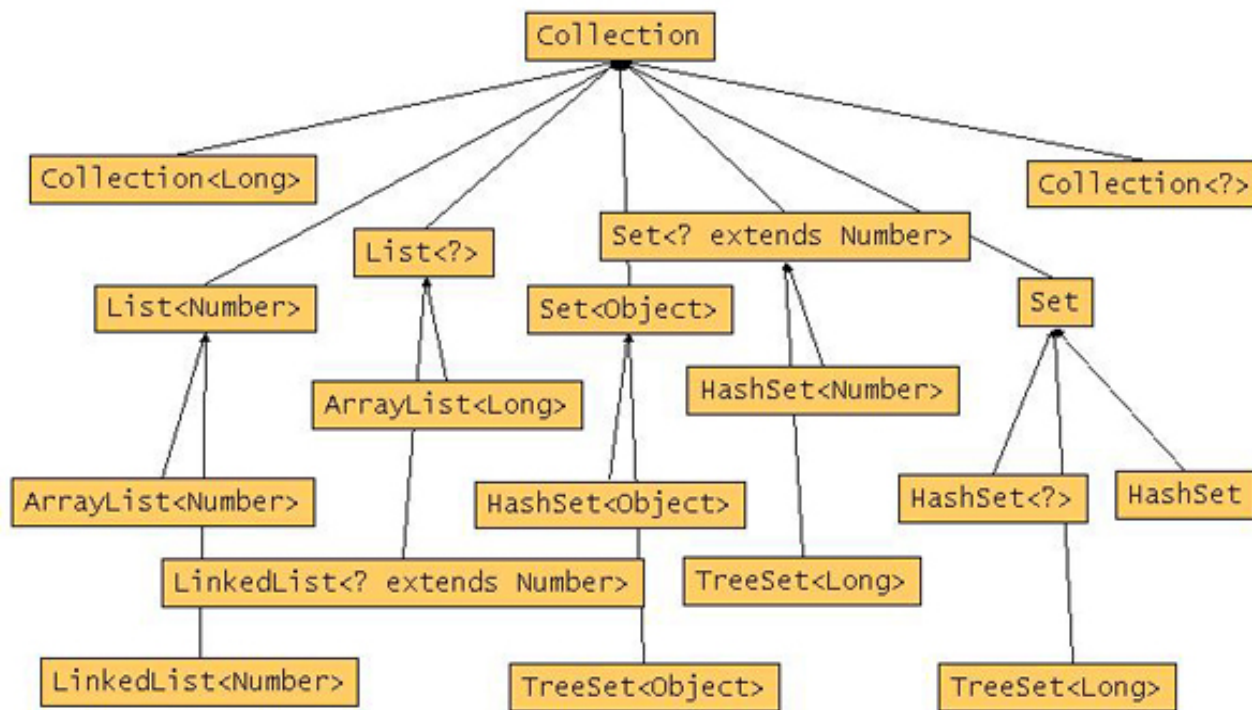 Collection
Collection<Long>
Collection<?>
List<?>
Set<? extends Number>
List<Number>
Set<Object>
Set
ArrayList<Long>
HashSet<Number>
ArrayList<Number>
HashSet<Object>
HashSet<?>
HashSet
LinkedList<? extends Number>
TreeSet<Long>
LinkedList<Number>
TreeSet<Object>
TreeSet<Long>